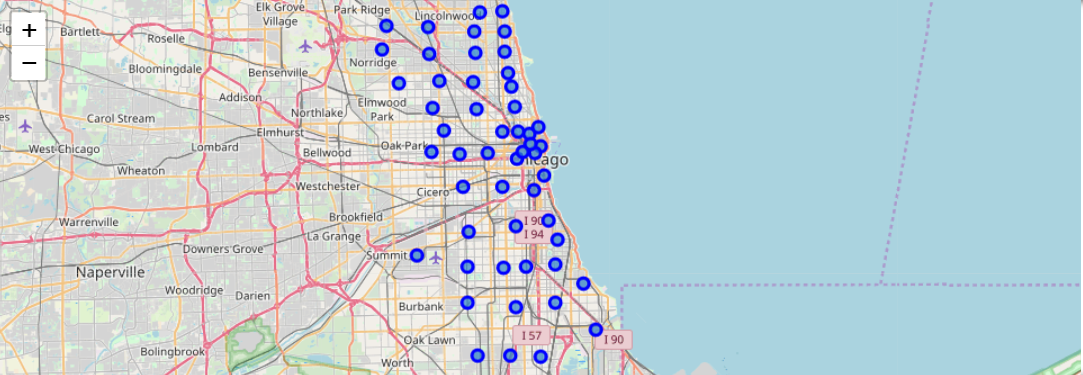 Elk Grove
Village
Park Ridge
Lincolnwood
+
Bartlett
Roselle
−
Norridge
Bloomingdale
Bensenville
Addison
Elmwood
Park
Northlake
Carol Stream
Elmhurst
West Chicago
Lombard
Oak Park
Bellwood
Wheaton
Westchester
Cicero
Brookfield
Warrenville
I 90
I 94
La Grange
Downers Grove
Summit
Naperville
Woodridge
Darien
Burbank
I 57
I 90
Oak Lawn
Bolingbrook
Worth